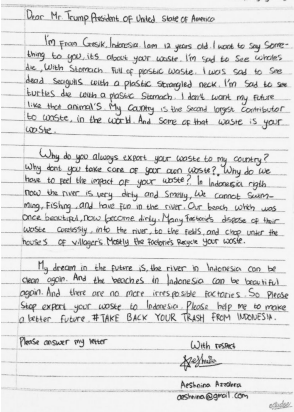 Dear Mr Trump President of United State of America
I'm From Gresik, Indonesia. I am 12 years old. I want to say Some-
thing to you, its about your waste. I'm Sad to See whale's
die, With Stomach Full of plastic waste. I was sad to See
dead Seagulls with a plastic Strangled neck. I'm Sad to see
turtles die with a plastic Stomach. I don't want my future
like that animal's. My Country is the Second largest Contributor
to waste, in the world. And Some of that waste is your
waste.
Why do you always export your waste to my country?
Why dont you take care of your own waste? Why do we
have to feel the impact of your waste? In Indonesia rigth
now the river is very dirty and Smelly, We cannot Swim-
ming, Fishing, and have fun in the river. Our beach which was
once beautiful, now become dirty. Many factories dispose of their
waste carelessly, into the river, to the fields, and chop under the
house's of villager's. Mostly the Factories Recycle your waste.
My dream in the Future is, the river in Indonesia can be
clean again. And the beaches in Indonesia can be beautiful
again. And there are no more irresposible factories. So Please
Stop export your waste to Indonesia. Please help me to make
a better future. #TAKE BACK YOUR TRASH FROM INDONESIA.
Please answer my letter
With respect
Aeshnina Azzahra
aeshnina@gmail.com